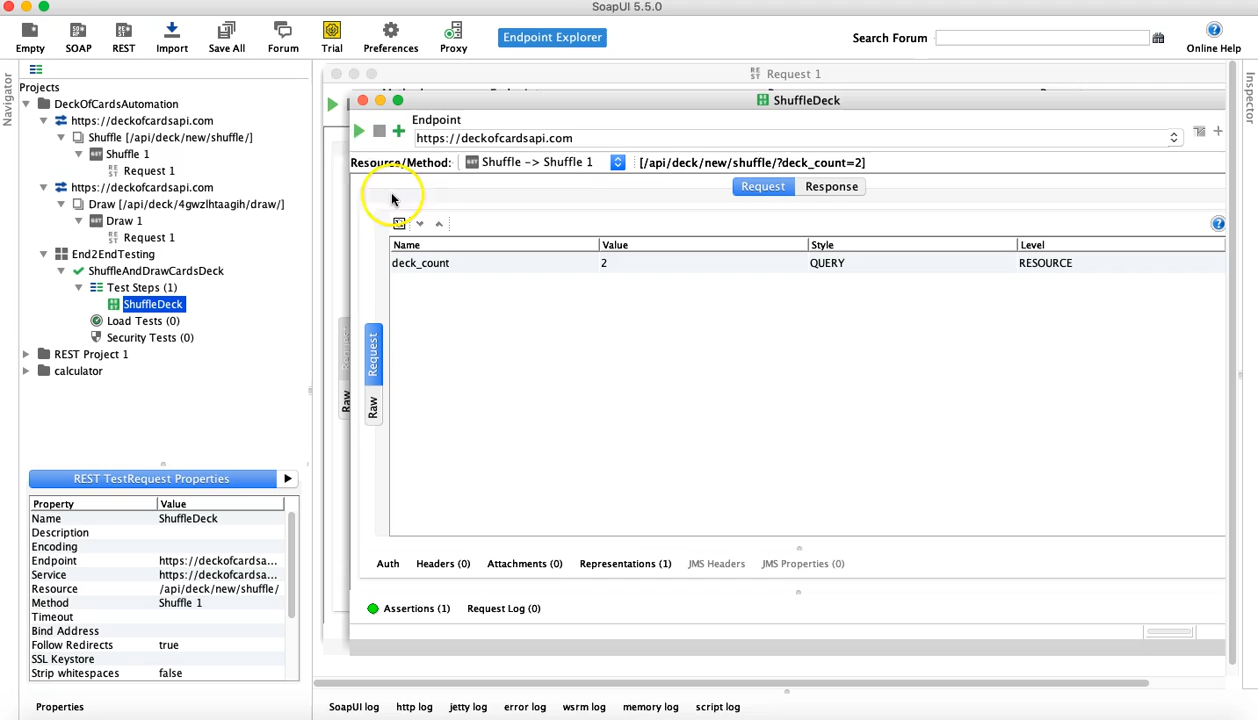 SoapUI 5.5.0
Empty SOAP REST Import Save All Forum Trial Preferences Proxy Endpoint Explorer Search Forum Online Help
Navigator
Projects
DeckOfCardsAutomation
https://deckofcardsapi.com
Shuffle [/api/deck/new/shuffle/]
Shuffle 1
Request 1
https://deckofcardsapi.com
Draw [/api/deck/4gwzlhtaagih/draw/]
Draw 1
Request 1
End2EndTesting
ShuffleAndDrawCardsDeck
Test Steps (1)
ShuffleDeck
Load Tests (0)
Security Tests (0)
REST Project 1
calculator
REST TestRequest Properties
Property Value
Name ShuffleDeck
Description
Encoding
Endpoint https://deckofcardsa...
Service https://deckofcardsa...
Resource /api/deck/new/shuffle/
Method Shuffle 1
Timeout
Bind Address
Follow Redirects true
SSL Keystore
Strip whitespaces false
Properties
Request 1
ShuffleDeck
Endpoint
https://deckofcardsapi.com
Resource/Method: Shuffle -> Shuffle 1 [/api/deck/new/shuffle/?deck_count=2]
Request Response
Name Value Style Level
deck_count 2 QUERY RESOURCE
Request
Raw
Request
Raw
Auth Headers (0) Attachments (0) Representations (1) JMS Headers JMS Properties (0)
Assertions (1) Request Log (0)
SoapUI log http log jetty log error log wsrm log memory log script log
Inspector